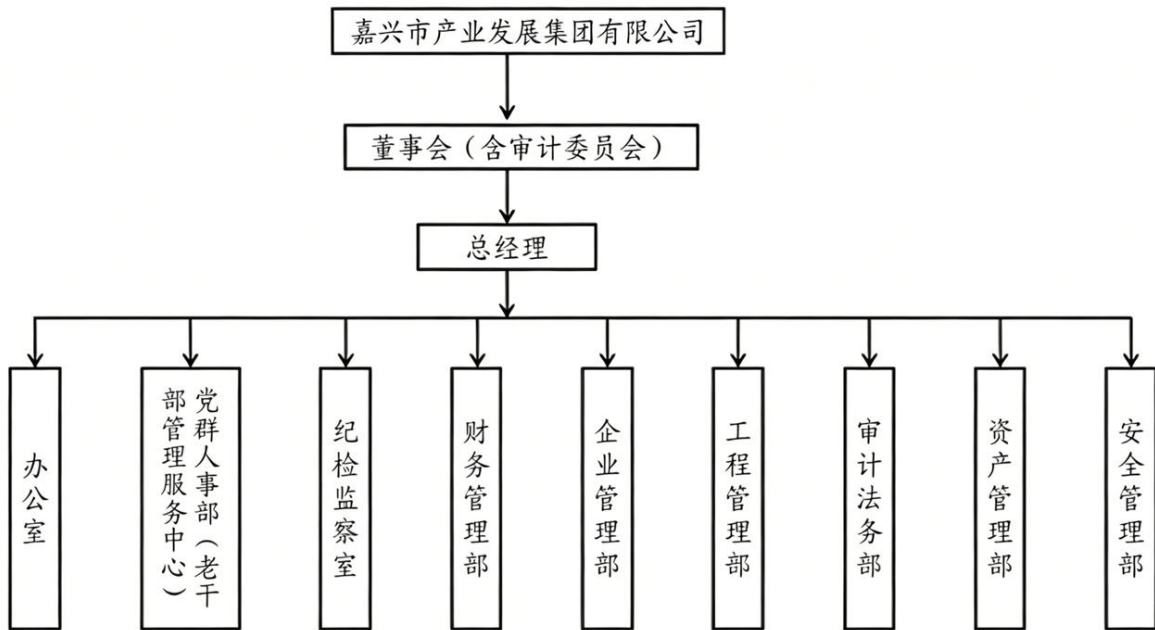 嘉兴市产业发展集团有限公司
董事会（含审计委员会）
总经理
办公室
党群人事部（老干
部管理服务中心）
纪检监察室
财务管理部
企业管理部
工程管理部
审计法务部
资产管理部
安全管理部